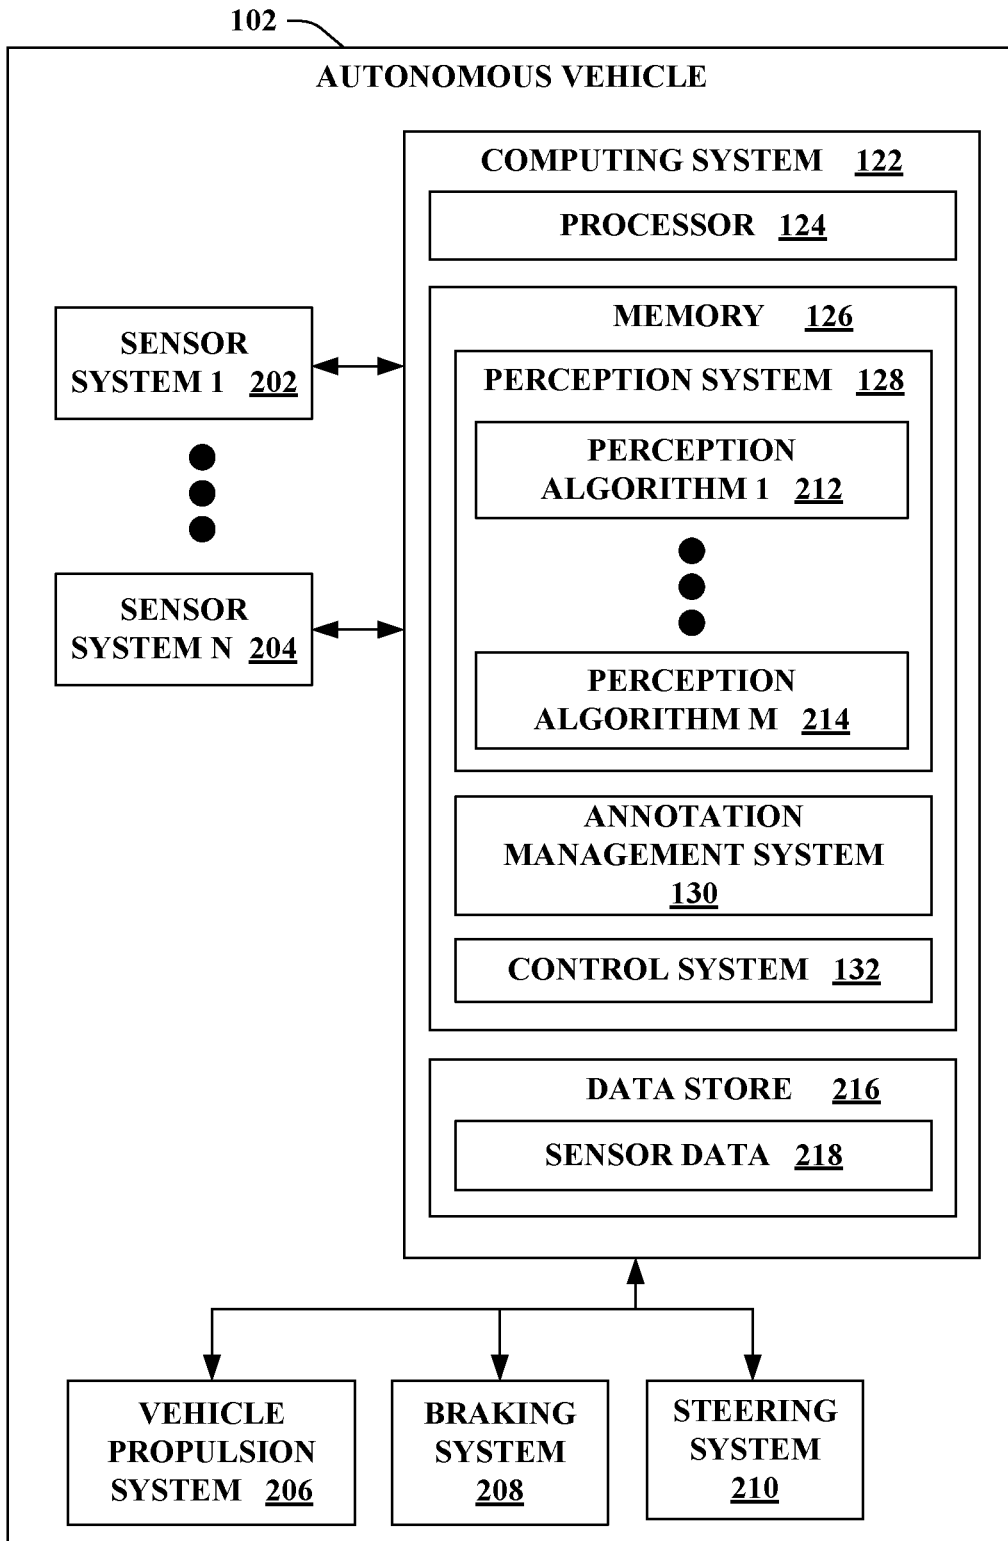 102
AUTONOMOUS VEHICLE
COMPUTING SYSTEM 122
PROCESSOR 124
MEMORY 126
PERCEPTION SYSTEM 128
PERCEPTION
ALGORITHM 1 212
PERCEPTION
ALGORITHM M 214
ANNOTATION
MANAGEMENT SYSTEM
130
CONTROL SYSTEM 132
DATA STORE 216
SENSOR DATA 218
SENSOR
SYSTEM 1 202
SENSOR
SYSTEM N 204
VEHICLE
PROPULSION
SYSTEM 206
BRAKING
SYSTEM
208
STEERING
SYSTEM
210